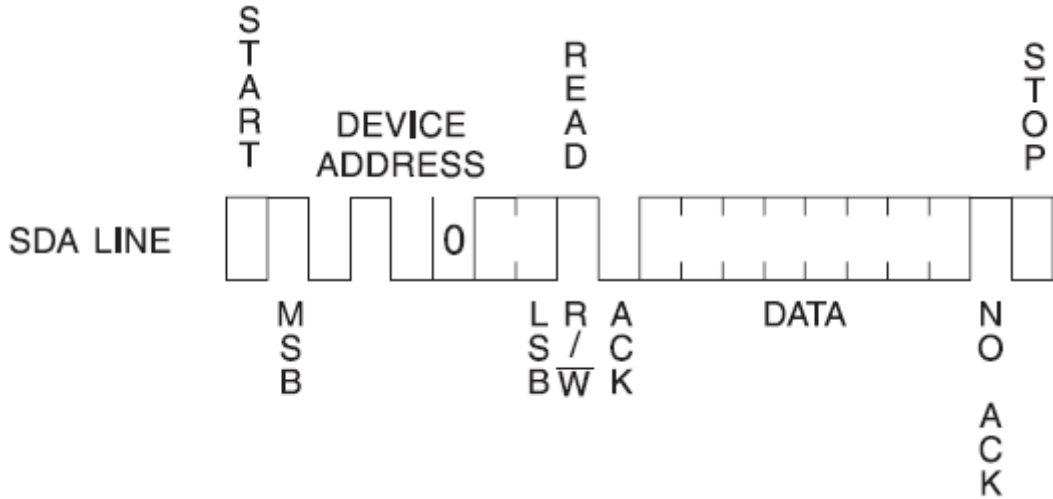 START
READ
STOP
DEVICE
ADDRESS
SDA LINE
0
MSB
LSB
R/W
ACK
DATA
NO ACK